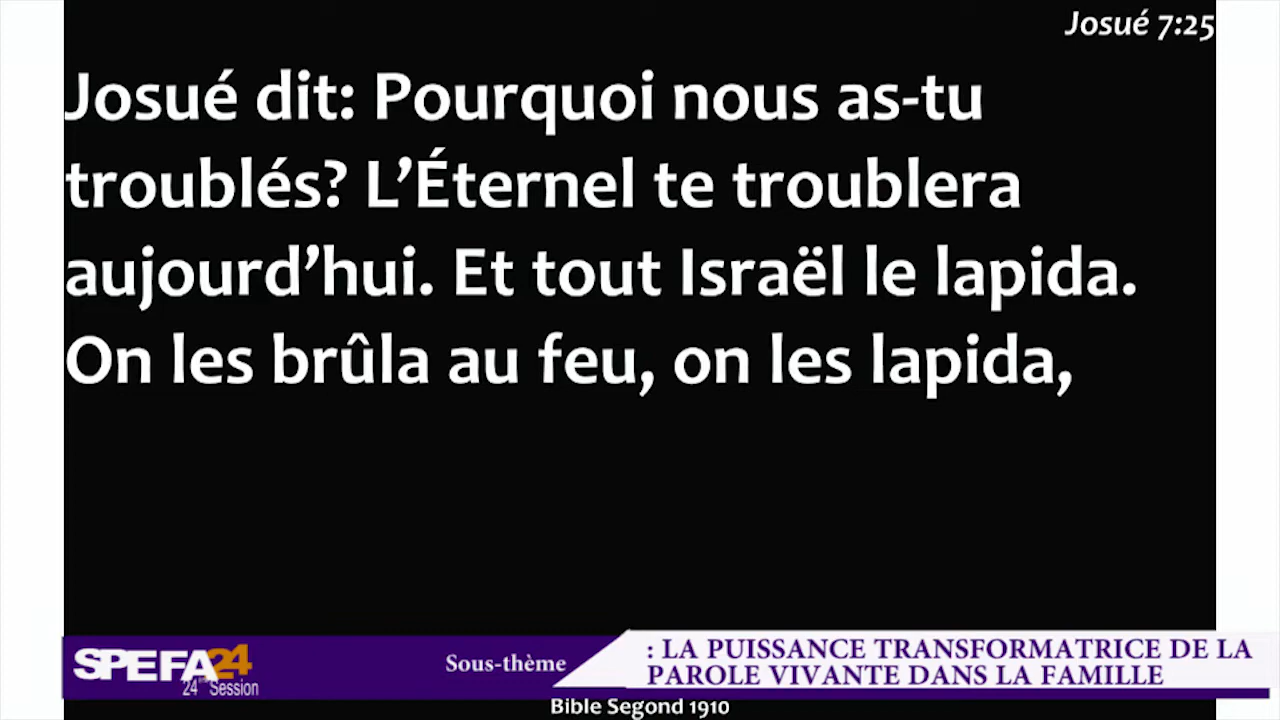 Josué 7:25
Josué dit: Pourquoi nous as-tu
troublés? L’Éternel te troublera
aujourd’hui. Et tout Israël le lapida.
On les brûla au feu, on les lapida,
SPEFA24
24ème Session
Sous-thème
: LA PUISSANCE TRANSFORMATRICE DE LA
PAROLE VIVANTE DANS LA FAMILLE
Bible Segond 1910